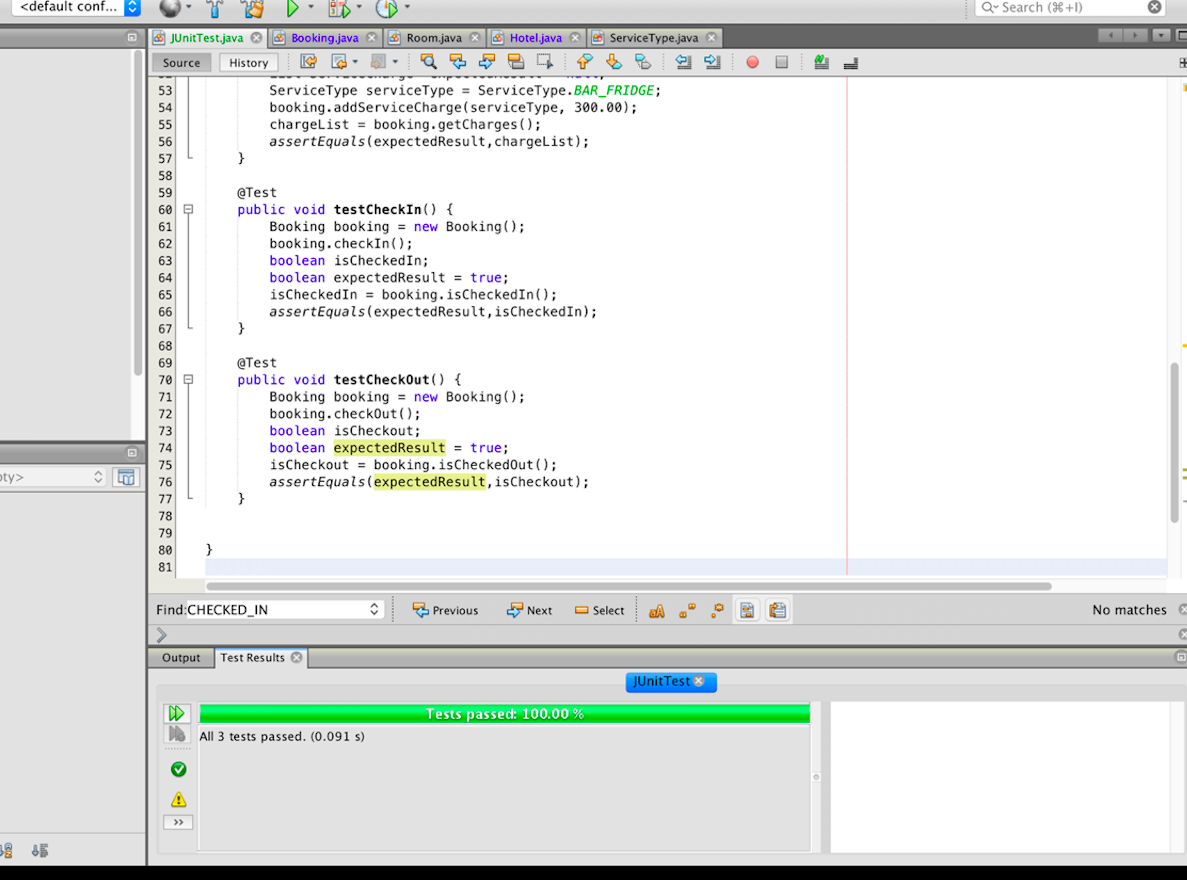 <default conf...
Search (⌘+I)
JUnitTest.java
Booking.java
Room.java
Hotel.java
ServiceType.java
Source
History
53 ServiceType serviceType = ServiceType.BAR_FRIDGE;
54 booking.addServiceCharge(serviceType, 300.00);
55 chargeList = booking.getCharges();
56 assertEquals(expectedResult,chargeList);
57 }
58
59 @Test
60 public void testCheckIn() {
61 Booking booking = new Booking();
62 booking.checkIn();
63 boolean isCheckedIn;
64 boolean expectedResult = true;
65 isCheckedIn = booking.isCheckedIn();
66 assertEquals(expectedResult,isCheckedIn);
67 }
68
69 @Test
70 public void testCheckOut() {
71 Booking booking = new Booking();
72 booking.checkOut();
73 boolean isCheckout;
74 boolean expectedResult = true;
75 isCheckout = booking.isCheckedOut();
76 assertEquals(expectedResult,isCheckout);
77 }
78
79
80 }
81
Find:CHECKED_IN
Previous
Next
Select
No matches
Output
Test Results
JUnitTest
Tests passed: 100.00 %
All 3 tests passed. (0.091 s)